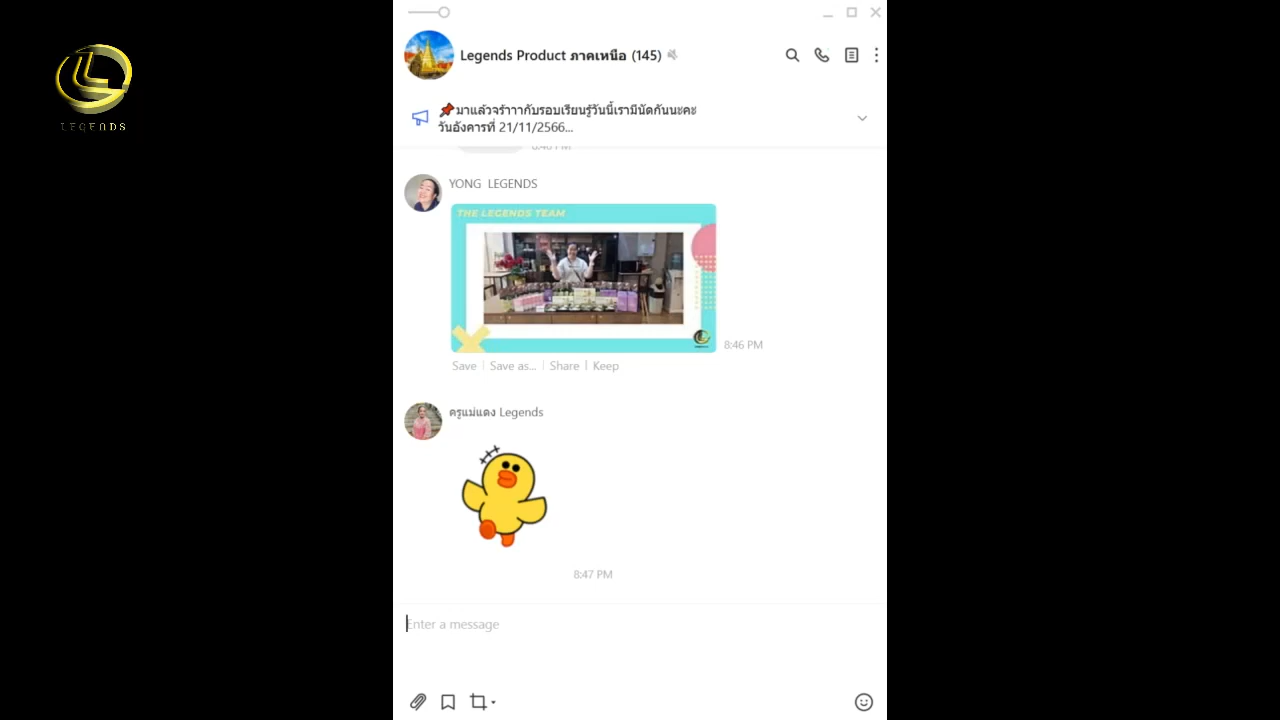 LEGENDS
Legends Product ภาคเหนือ (145)
📌มาแล้วจร้าาากับรอบเรียนรู้วันนี้เรามีนัดกันนะคะ
วันอังคารที่ 21/11/2566...
8:46 PM
YONG LEGENDS
THE LEGENDS TEAM
8:46 PM
Save | Save as... | Share | Keep
ครูแม่แดง Legends
8:47 PM
Enter a message